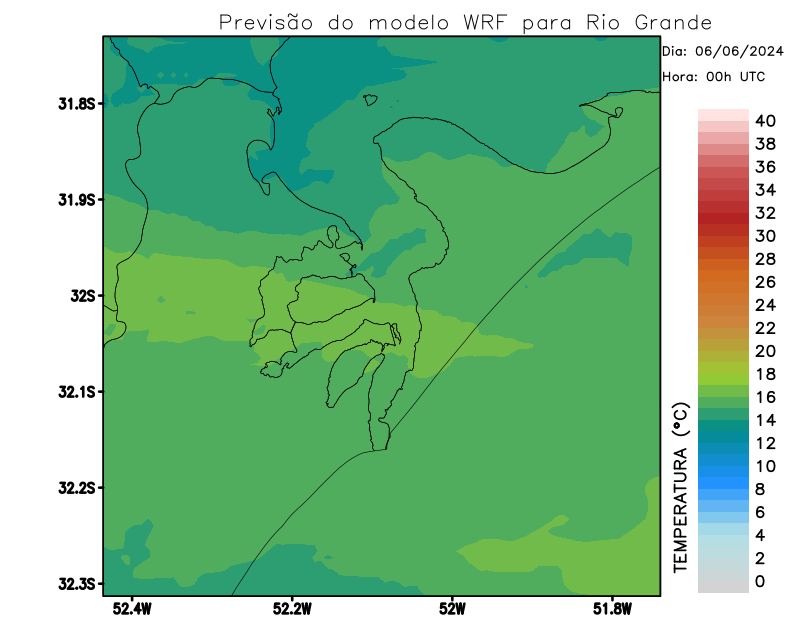 Previsão do modelo WRF para Rio Grande
Dia: 06/06/2024
Hora: 00h UTC
31.8S
31.9S
32S
32.1S
32.2S
32.3S
52.4W
52.2W
52W
51.8W
TEMPERATURA (°C)
40
38
36
34
32
30
28
26
24
22
20
18
16
14
12
10
8
6
4
2
0